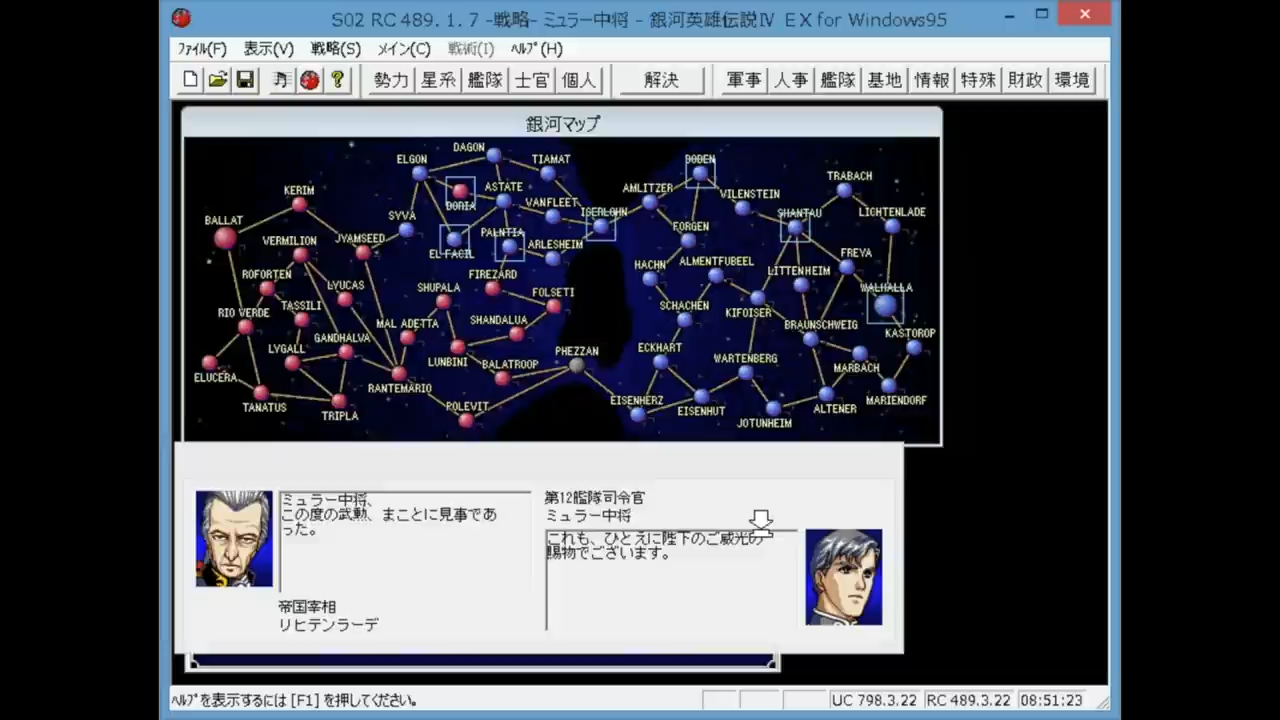 S02 RC 489. 1. 7 -戦略- ミュラー中将 - 銀河英雄伝説Ⅳ EX for Windows95
ﾌｧｲﾙ(F) 表示(V) 戦略(S) ﾒｲﾝ(C) 戦術(I) ﾍﾙﾌﾟ(H)
勢力 星系 艦隊 士官 個人 解決 軍事 人事 艦隊 基地 情報 特殊 財政 環境
銀河マップ
DAGON
ELGON
TIAMAT
DODEN
TRABACH
KERIM
DORIA
ASTATE
AMLITZER
VILENSTEIN
BALLAT
SYVA
VANFLEET
ISERLOHN
SHANTAU
LICHTENLADE
VERMILION
JYAMSEED
EL FACIL
PALNTIA
ARLESHEIM
FORGEN
FREYA
ROFORTEN
LYUCAS
SHUPALA
FIREZARD
FOLSETI
HACHN
ALMENTFUBEEL
LITTENHEIM
WALHALLA
RIO VERDE
TASSILI
MAL ADETTA
SHANDALUA
SCHACHEN
KIFOISER
BRAUNSCHWEIG
KASTOROP
LYGALL
GANDHALVA
LUNBINI
BALATROOP
PHEZZAN
ECKHART
WARTENBERG
MARBACH
ELUCERA
RANTEMARIO
TANATUS
TRIPLA
POLEVIT
EISENHERZ
EISENHUT
JOTUNHEIM
ALTENER
MARIENDORF
ミュラー中将、
この度の武勲、まことに見事であ
った。
帝国宰相
リヒテンラーデ
第12艦隊司令官
ミュラー中将
これも、ひとえに陛下のご威光の
賜物でございます。
ﾍﾙﾌﾟを表示するには [F1] を押してください。
UC 798.3.22 RC 489.3.22 08:51:23